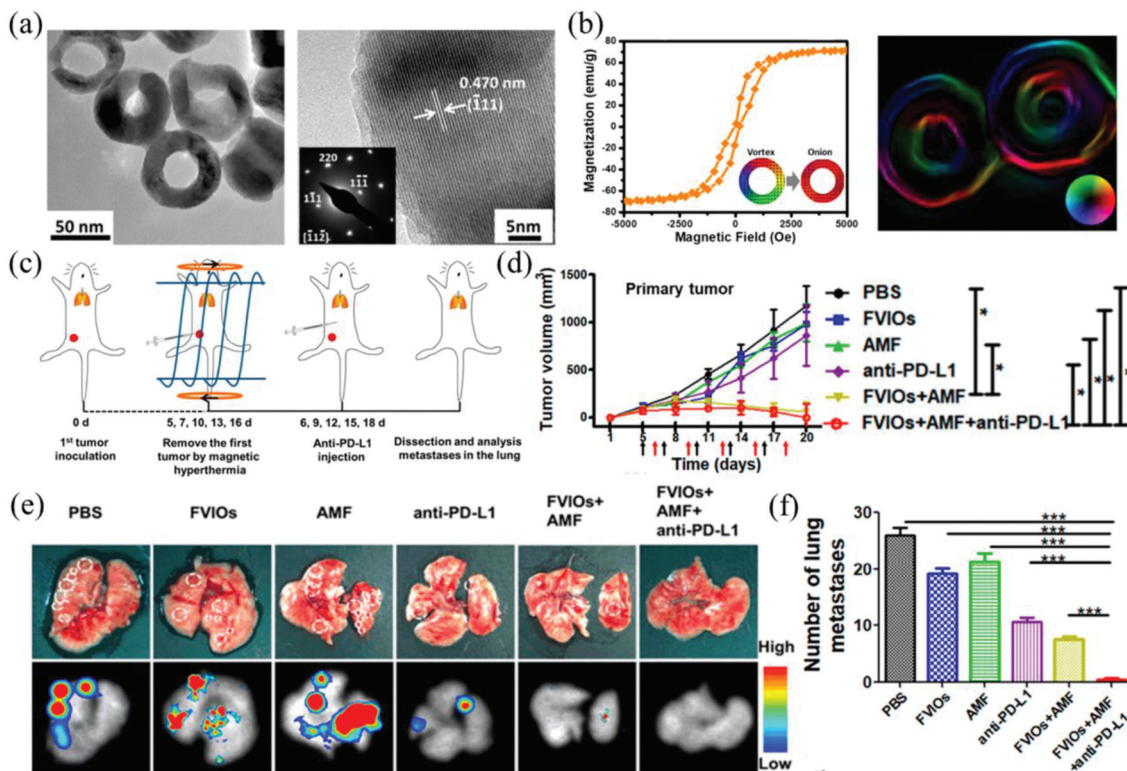 (a)
0.470 nm
(1̄11)
220
11̄1̄
11̄1
[1̄12̄]
50 nm
5nm
(b)
Magnetization (emu/g)
80
60
40
20
0
-20
-40
-60
-80
-5000
-2500
0
2500
5000
Magnetic Field (Oe)
Vortex
Onion
(c)
0 d
5, 7, 10, 13, 16 d
6, 9, 12, 15, 18 d
1st tumor
inoculation
Remove the first
tumor by magnetic
hyperthermia
Anti-PD-L1
injection
Dissection and analysis
metastases in the lung
(d)
Tumor volume (mm3)
1500
1000
500
0
Primary tumor
1
5
8
11
14
17
20
Time (days)
PBS
FVIOs
AMF
anti-PD-L1
FVIOs+AMF
FVIOs+AMF+anti-PD-L1
*
*
*
*
*
*
(e)
PBS
FVIOs
AMF
anti-PD-L1
FVIOs+
AMF
FVIOs+
AMF+
anti-PD-L1
High
Low
(f)
Number of lung
metastases
30
20
10
0
***
***
***
***
***
PBS
FVIOs
AMF
anti-PD-L1
FVIOs+AMF
FVIOs+AMF
+anti-PD-L1